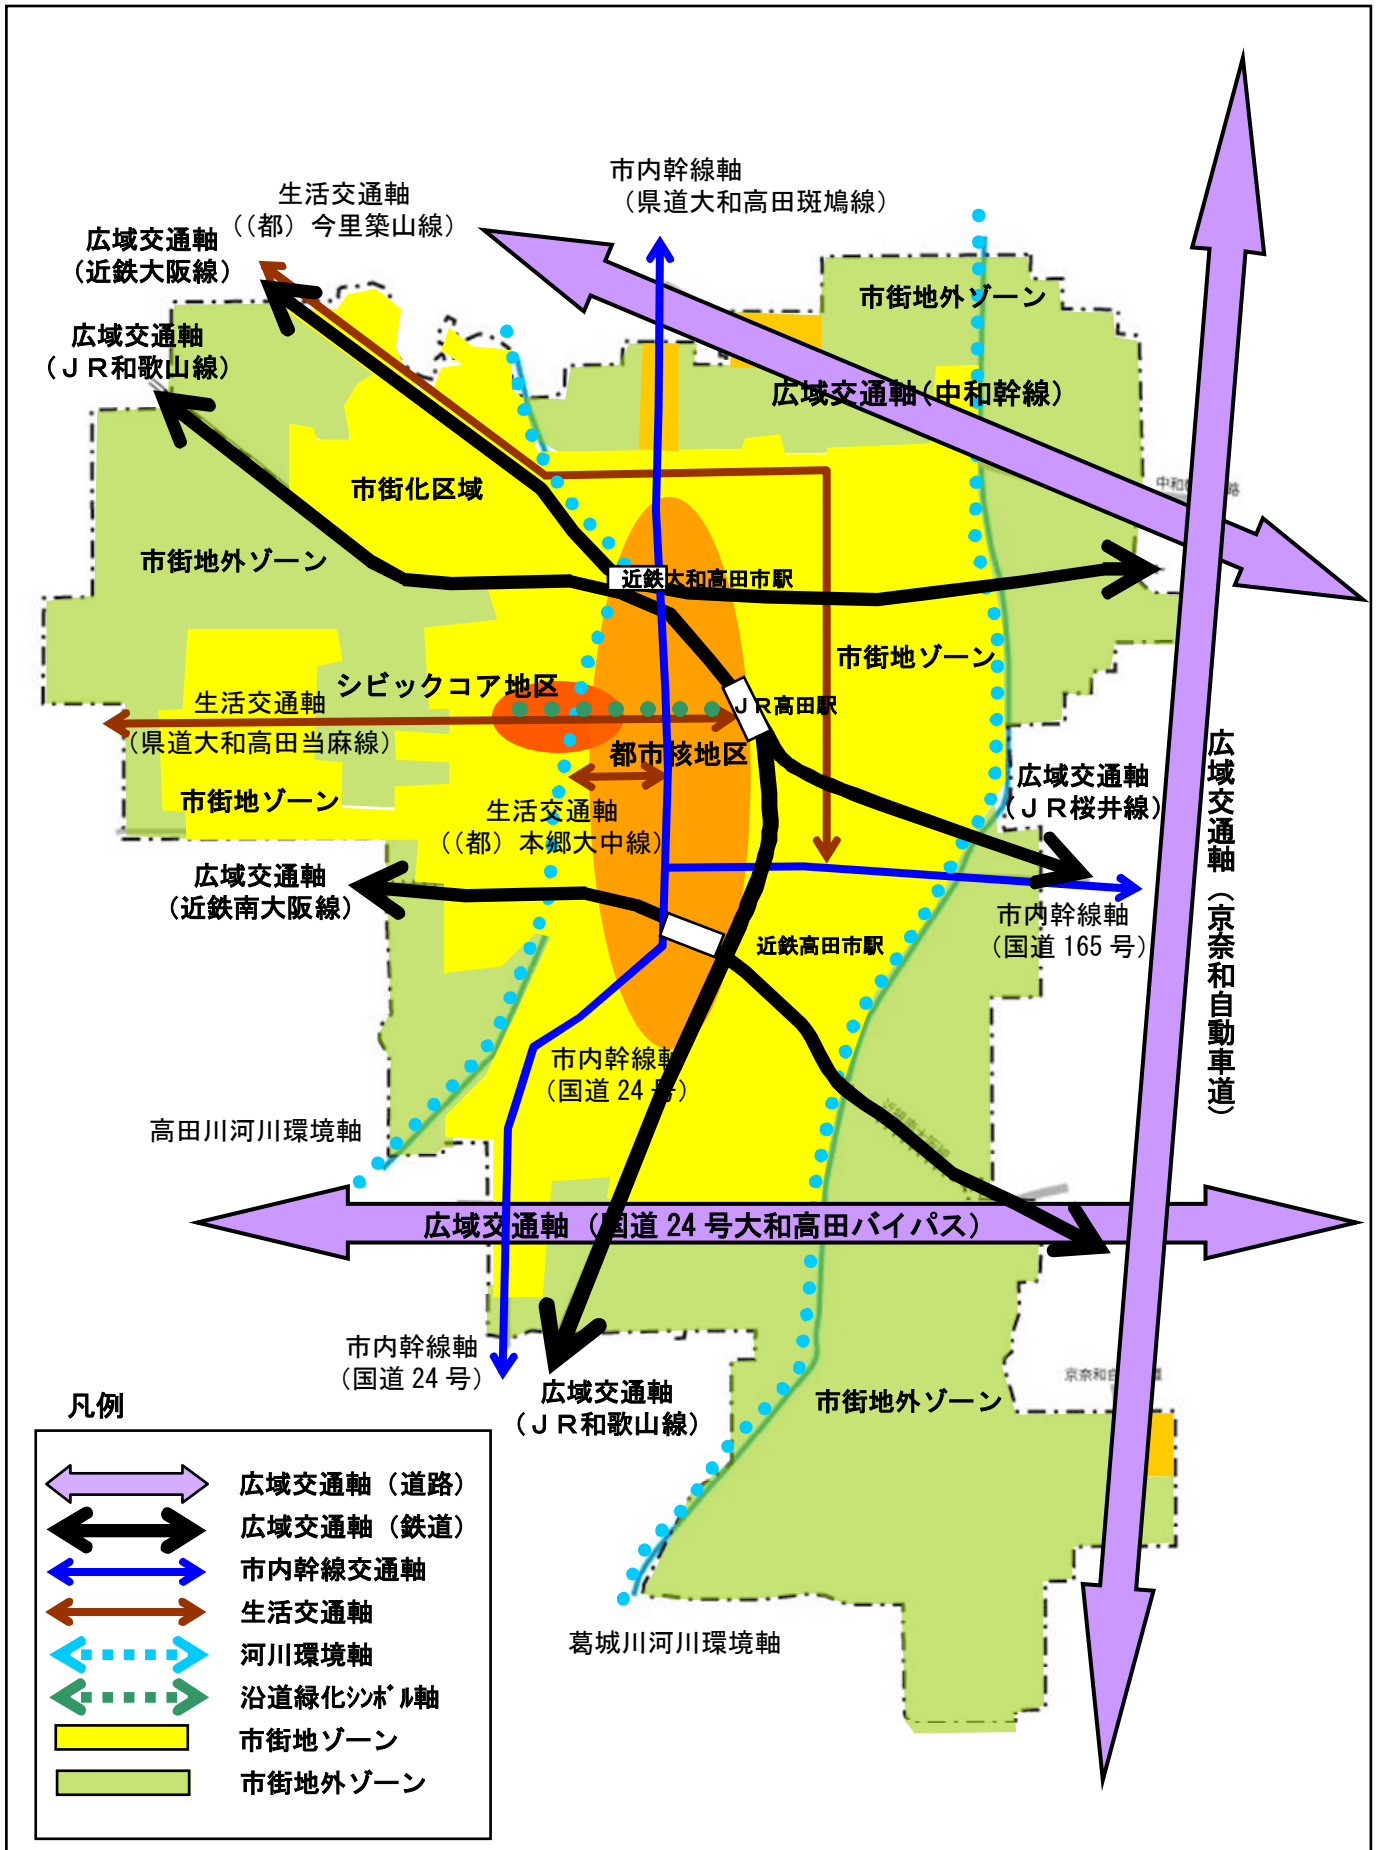 市内幹線軸
（県道大和高田斑鳩線）
生活交通軸
（（都）今里築山線）
広域交通軸
（近鉄大阪線）
市街地外ゾーン
広域交通軸
（ＪＲ和歌山線）
広域交通軸（中和幹線）
市街化区域
市街地外ゾーン
近鉄大和高田市駅
市街地ゾーン
シビックコア地区
生活交通軸
（県道大和高田当麻線）
ＪＲ高田駅
都市核地区
広域交通軸
（ＪＲ桜井線）
広域交通軸（京奈和自動車道）
市街地ゾーン
生活交通軸
（（都）本郷大中線）
広域交通軸
（近鉄南大阪線）
市内幹線軸
（国道 165 号）
近鉄高田市駅
市内幹線軸
（国道 24 号）
高田川河川環境軸
広域交通軸（国道 24 号大和高田バイパス）
市内幹線軸
（国道 24 号）
広域交通軸
（ＪＲ和歌山線）
市街地外ゾーン
葛城川河川環境軸
凡例
広域交通軸（道路）
広域交通軸（鉄道）
市内幹線交通軸
生活交通軸
河川環境軸
沿道緑化ｼﾝﾎﾞﾙ軸
市街地ゾーン
市街地外ゾーン